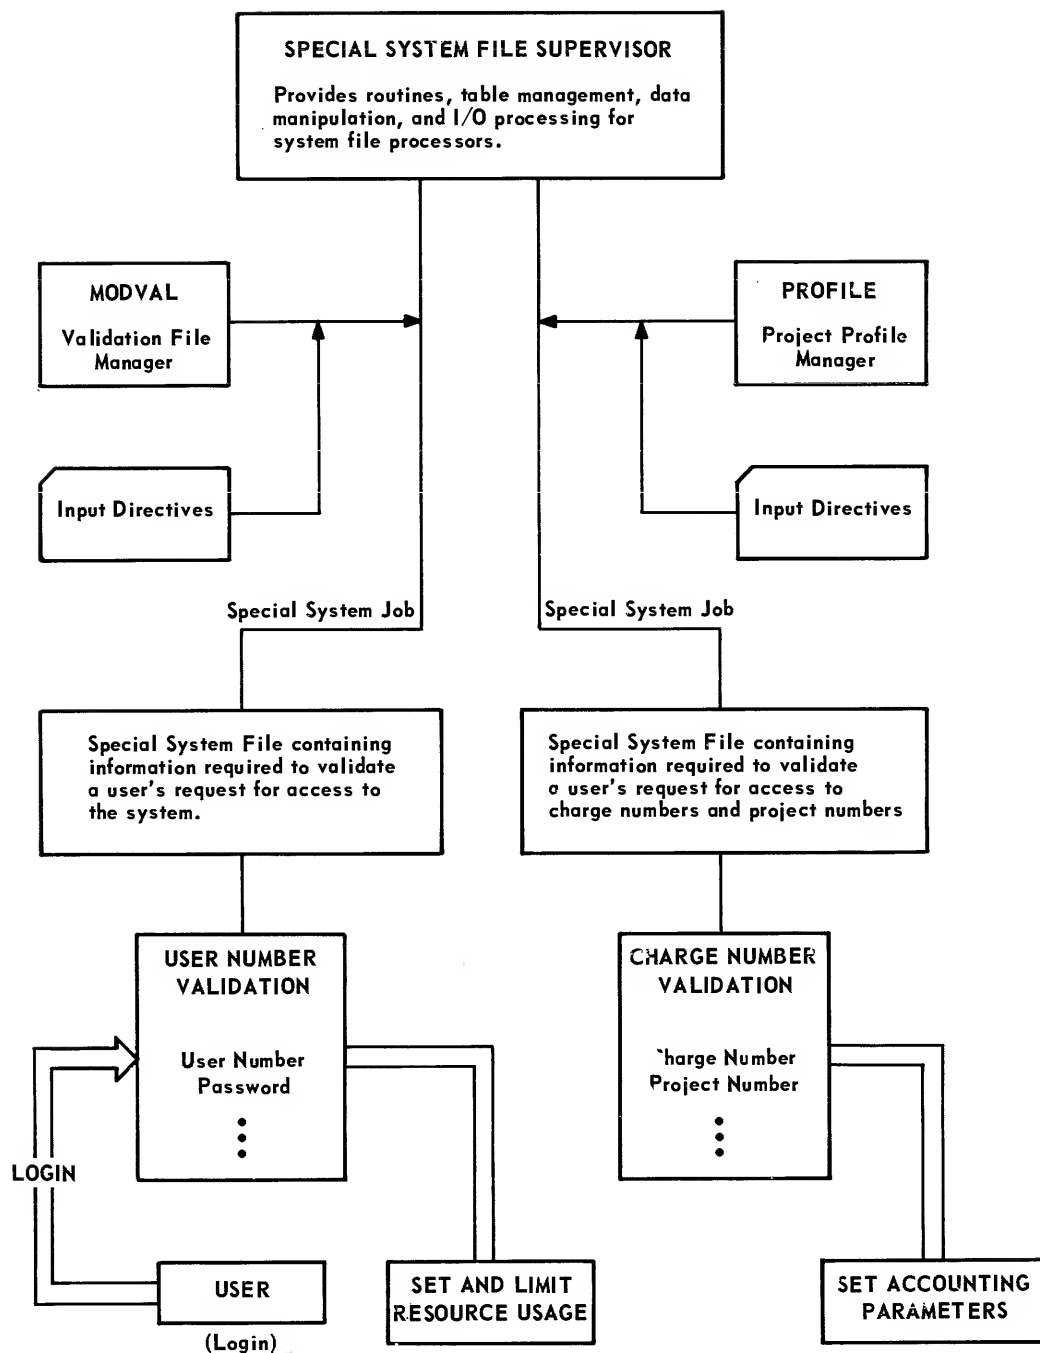 SPECIAL SYSTEM FILE SUPERVISOR
Provides routines, table management, data
manipulation, and I/O processing for
system file processors.
MODVAL
Validation File
Manager
PROFILE
Project Profile
Manager
Input Directives
Input Directives
Special System Job
Special System Job
Special System File containing
information required to validate
a user's request for access to
the system.
Special System File containing
information required to validate
a user's request for access to
charge numbers and project numbers
USER NUMBER
VALIDATION
User Number
Password
CHARGE NUMBER
VALIDATION
harge Number
Project Number
LOGIN
USER
(Login)
SET AND LIMIT
RESOURCE USAGE
SET ACCOUNTING
PARAMETERS